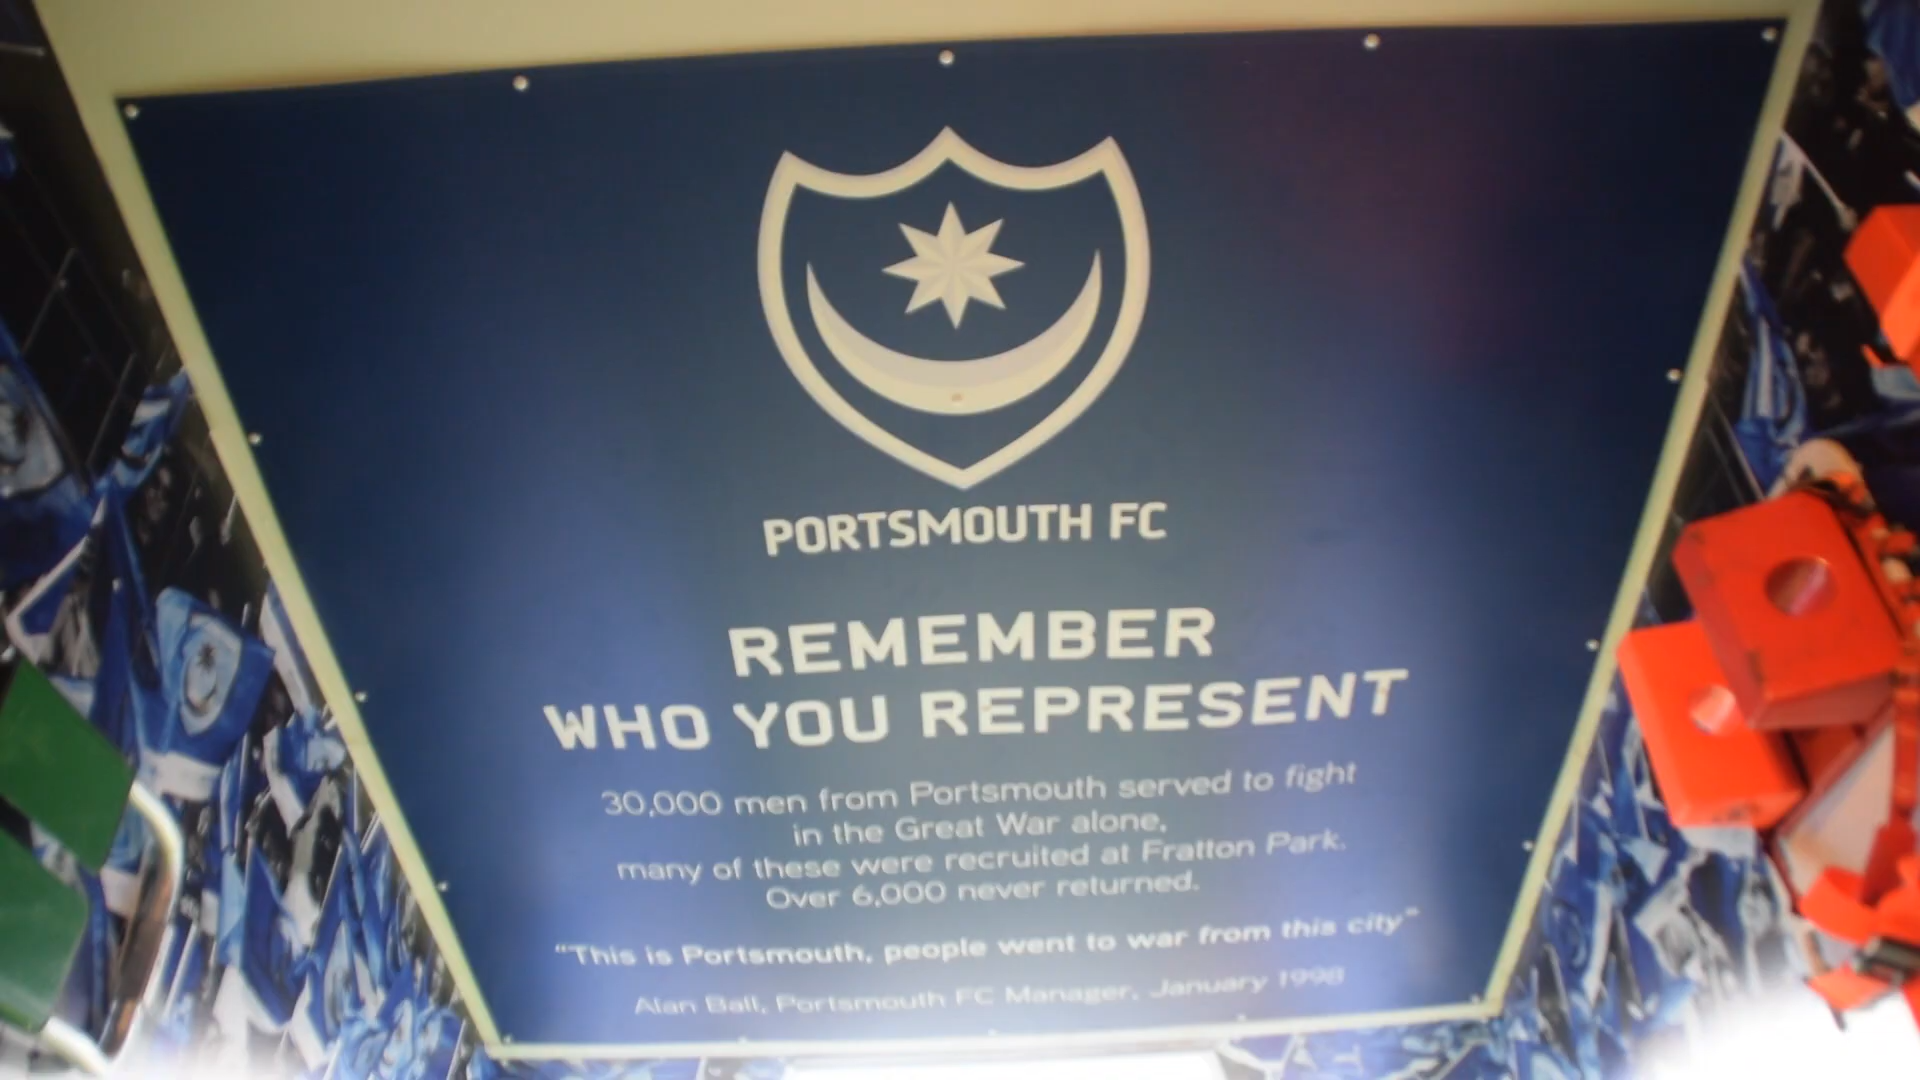 PORTSMOUTH FC
REMEMBER
WHO YOU REPRESENT
30,000 men from Portsmouth served to fight
in the Great War alone,
many of these were recruited at Fratton Park.
Over 6,000 never returned.
"This is Portsmouth, people went to war from this city"
Alan Ball, Portsmouth FC Manager, January 1998